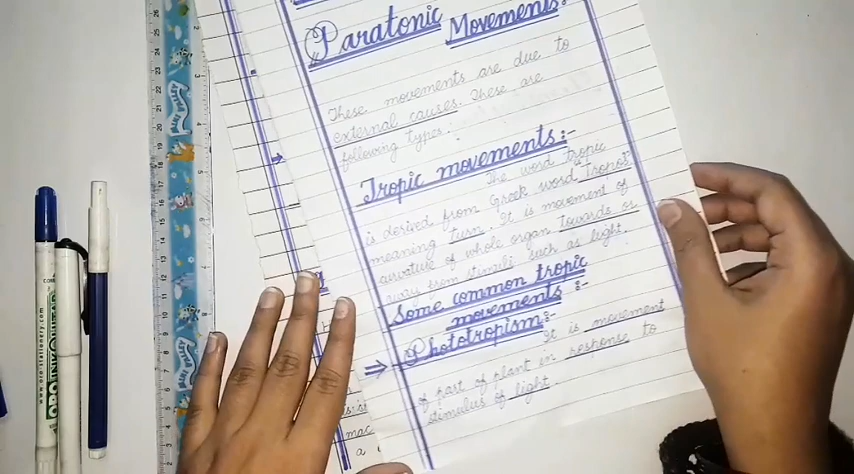 Paratonic Movements:-
These movements are due to
external causes. These are
following types.
Tropic movements:-
The word tropic
is derived from Greek word "Tropos"
meaning turn. It is movement of
curvature of whole organ towards or
away from stimuli such as light.
Some common tropic
movements:-
Phototropism:-
It is movement
of part of plant in response to
stimulus of light.